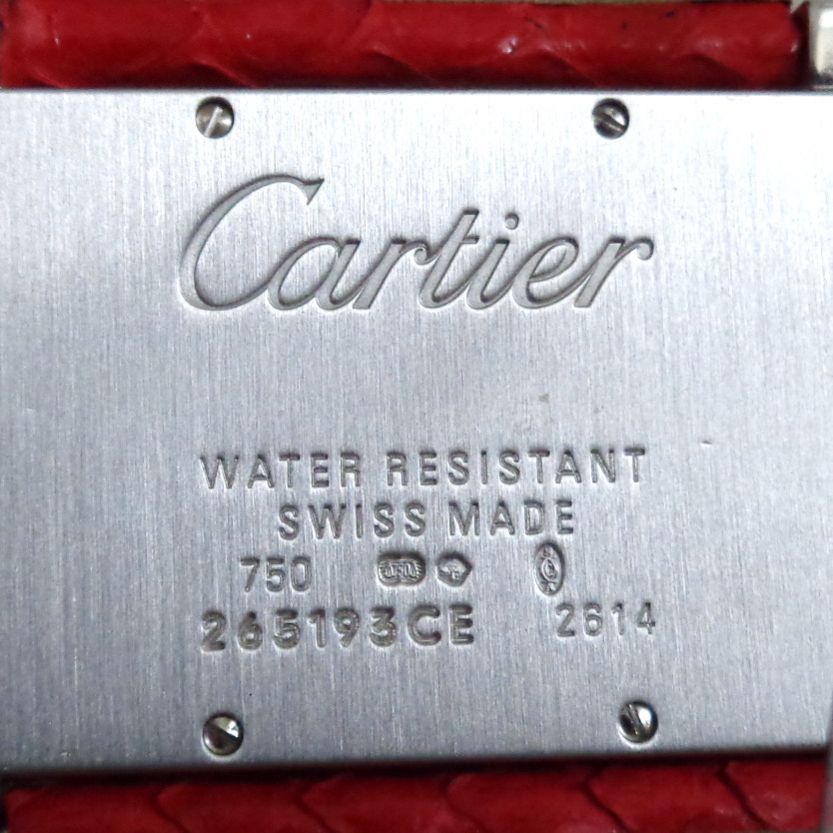 Cartier
WATER RESISTANT
SWISS MADE
750
265193CE 2614